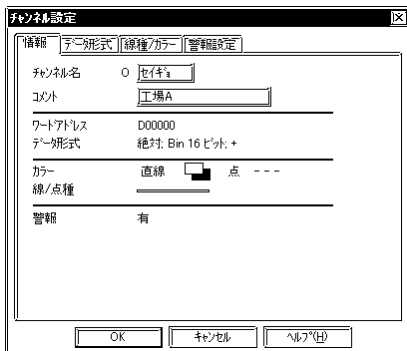 ﾁｬﾝﾈﾙ設定
情報 ﾃﾞｰﾀ形式 線種/ｶﾗｰ 警報設定
ﾁｬﾝﾈﾙ名 0 ｾｲｷﾞｮ
ｺﾒﾝﾄ 工場A
ﾜｰﾄﾞｱﾄﾞﾚｽ D00000
ﾃﾞｰﾀ形式 絶対; Bin 16 ﾋﾞｯﾄ; +
ｶﾗｰ 直線 点 - - -
線/点種
警報 有
OK ｷｬﾝｾﾙ ﾍﾙﾌﾟ(H)